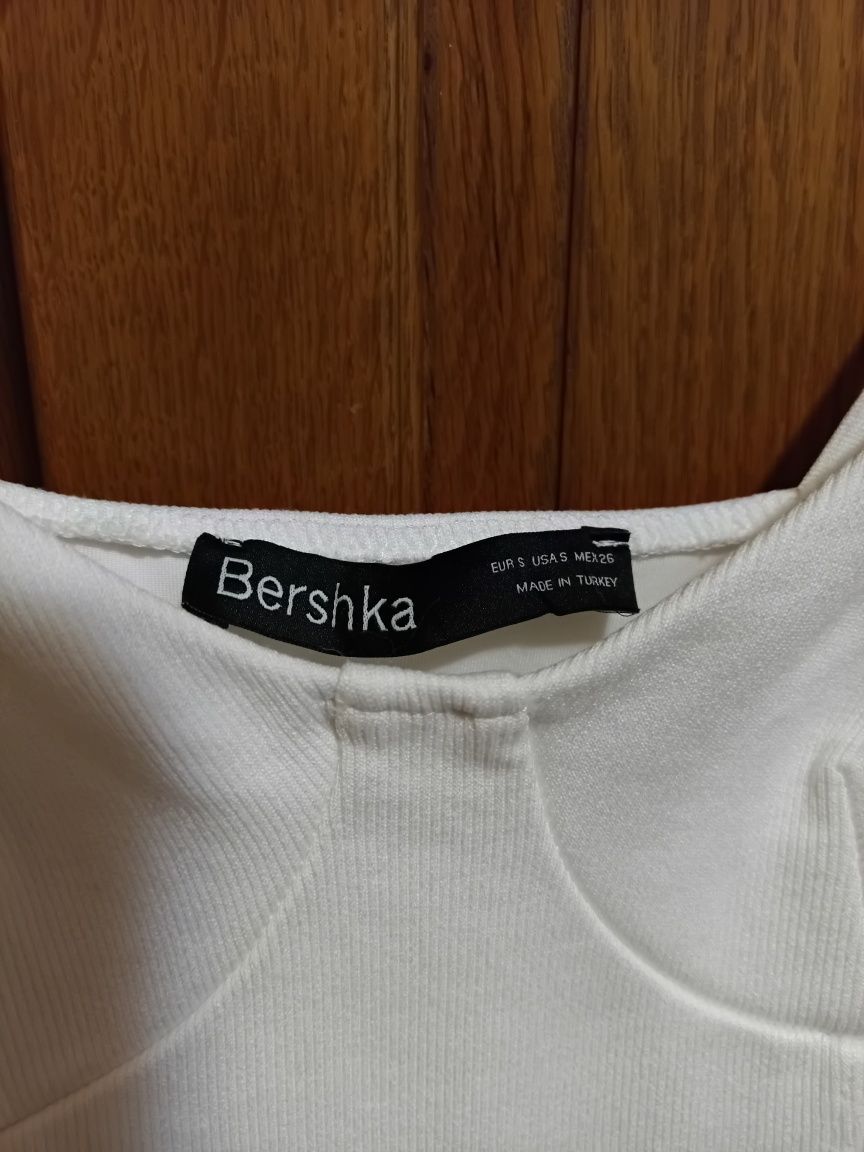 Bershka
EUR S USA S MEX 26
MADE IN TURKEY